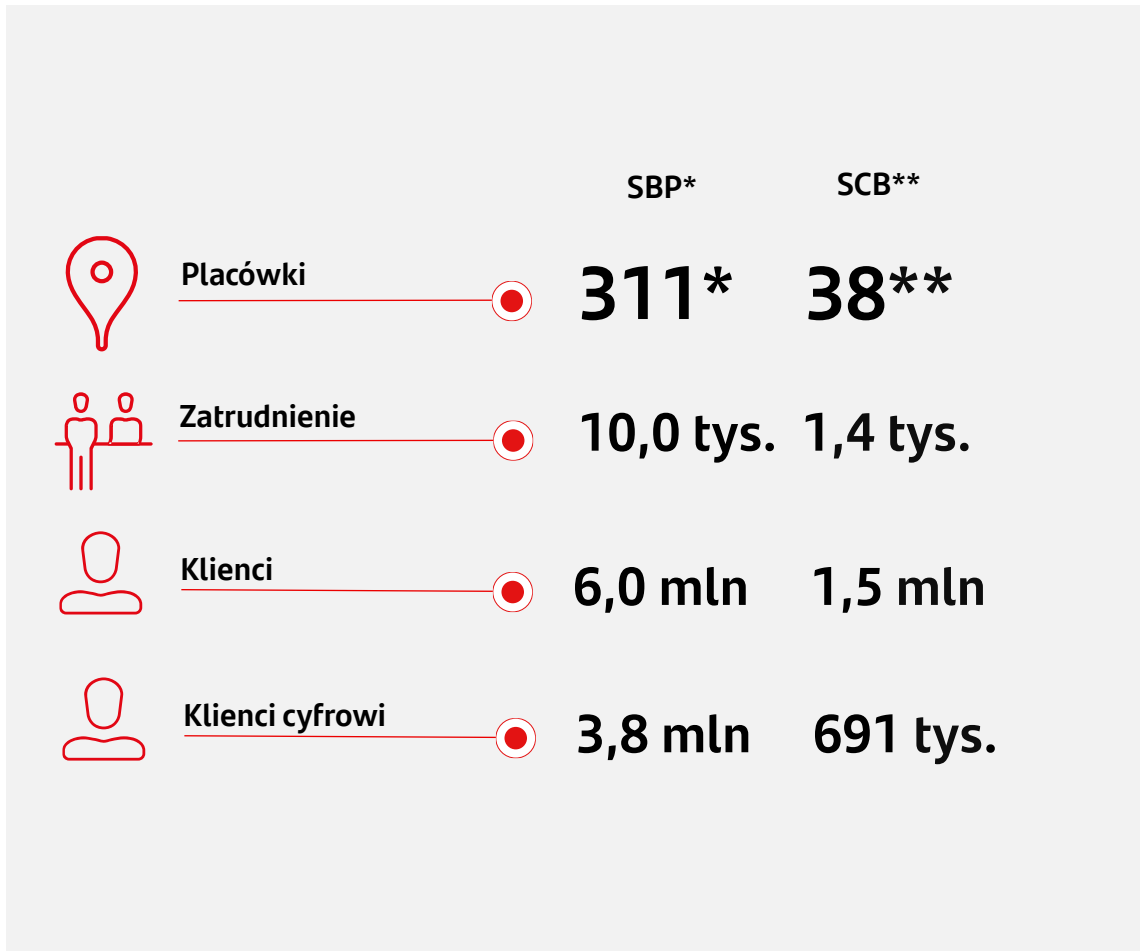 SBP* SCB**
Placówki 311* 38**
Zatrudnienie 10,0 tys. 1,4 tys.
Klienci 6,0 mln 1,5 mln
Klienci cyfrowi 3,8 mln 691 tys.